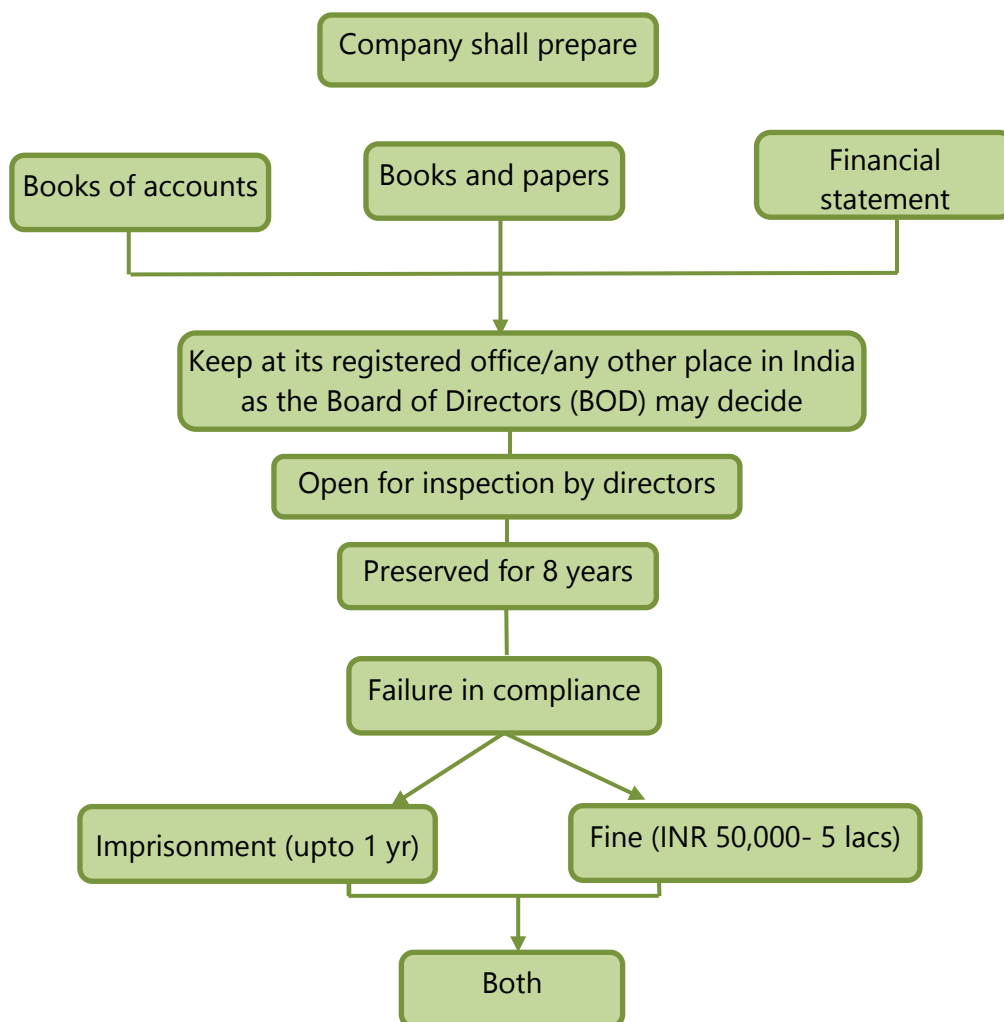 Company shall prepare
Books of accounts
Books and papers
Financial
statement
Keep at its registered office/any other place in India
as the Board of Directors (BOD) may decide
Open for inspection by directors
Preserved for 8 years
Failure in compliance
Imprisonment (upto 1 yr)
Fine (INR 50,000- 5 lacs)
Both